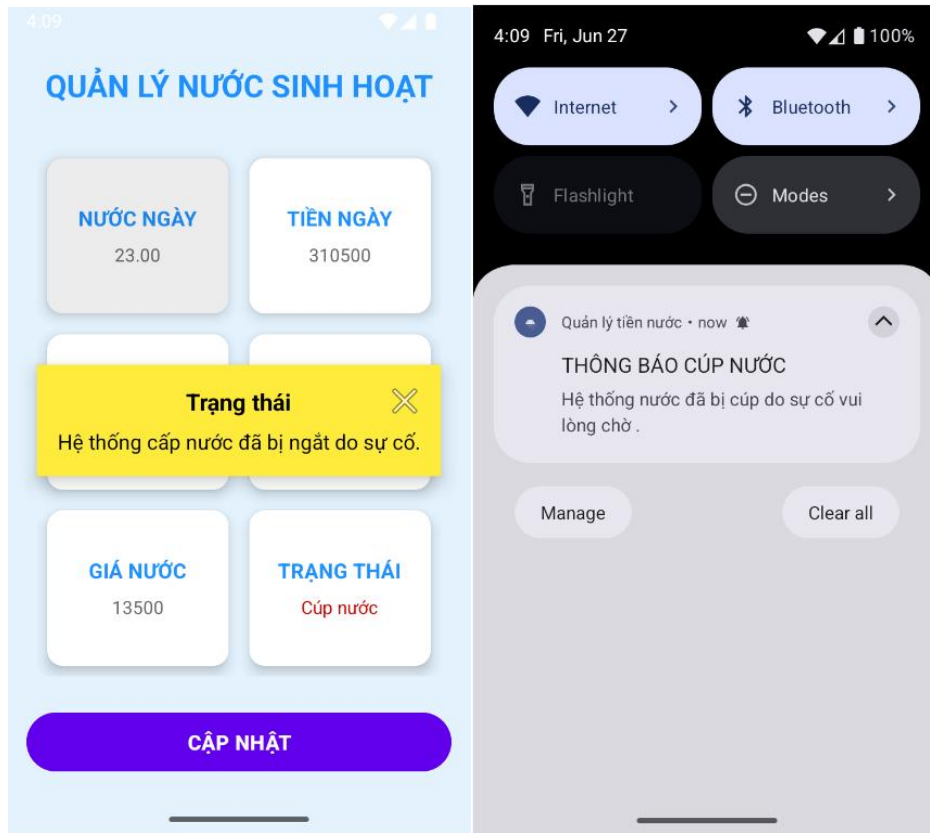 4:09
QUẢN LÝ NƯỚC SINH HOẠT
NƯỚC NGÀY
23.00
TIỀN NGÀY
310500
Trạng thái
Hệ thống cấp nước đã bị ngắt do sự cố.
GIÁ NƯỚC
13500
TRẠNG THÁI
Cúp nước
CẬP NHẬT
4:09 Fri, Jun 27
100%
Internet
Bluetooth
Flashlight
Modes
Quản lý tiền nước • now
THÔNG BÁO CÚP NƯỚC
Hệ thống nước đã bị cúp do sự cố vui
lòng chờ .
Manage
Clear all